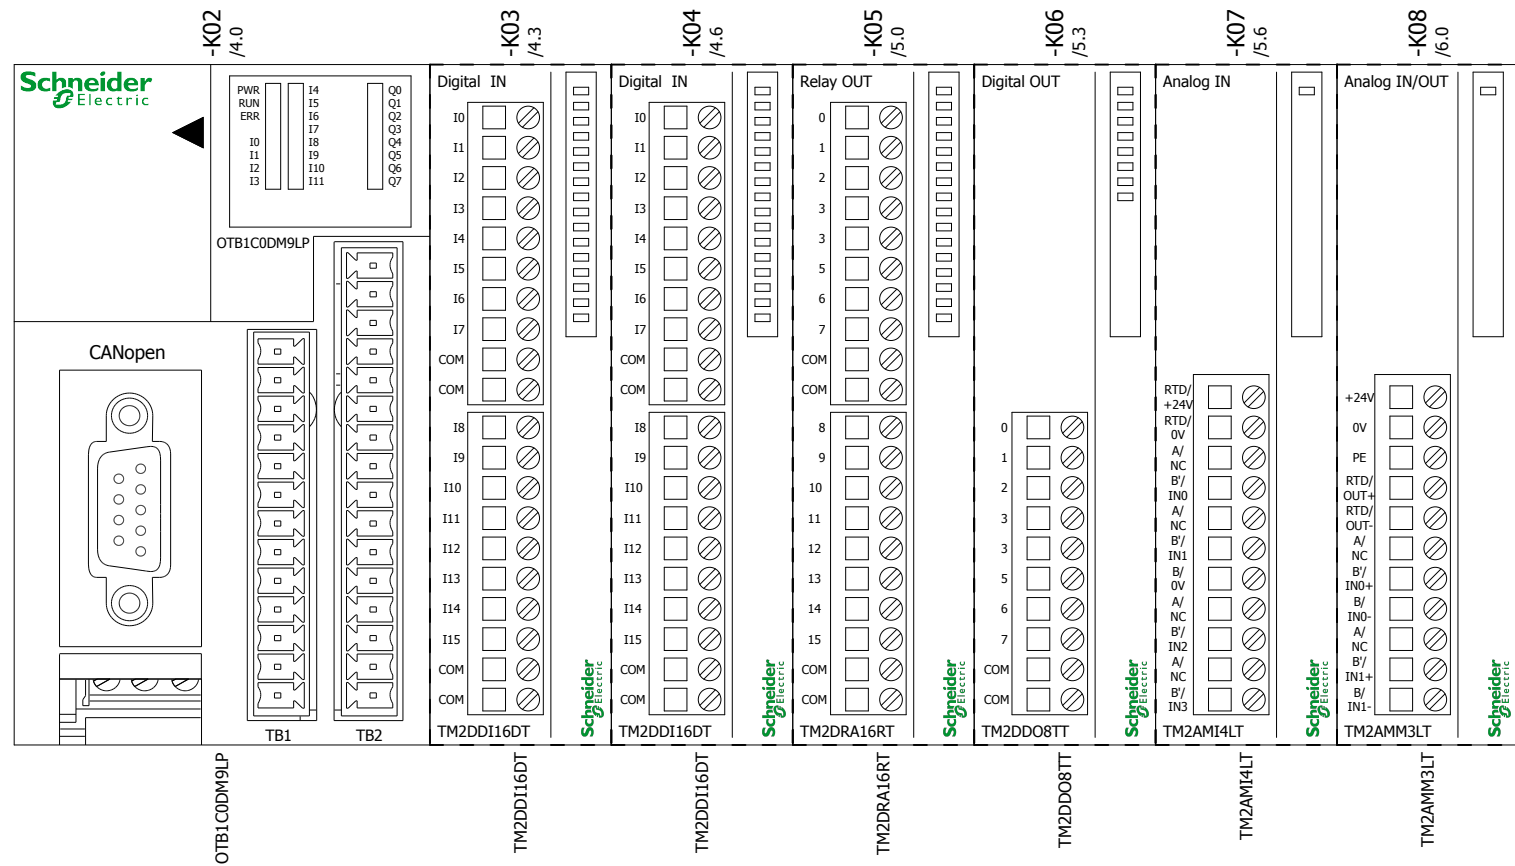 -K02
/4.0
-K03
/4.3
-K04
/4.6
-K05
/5.0
-K06
/5.3
-K07
/5.6
-K08
/6.0
Schneider
Electric
PWR
RUN
ERR
I0
I1
I2
I3
I4
I5
I6
I7
I8
I9
I10
I11
Q0
Q1
Q2
Q3
Q4
Q5
Q6
Q7
OTB1C0DM9LP
CANopen
TB1
TB2
OTB1C0DM9LP
Digital IN
I0
I1
I2
I3
I4
I5
I6
I7
COM
COM
I8
I9
I10
I11
I12
I13
I14
I15
COM
COM
Schneider
Electric
TM2DDI16DT
TM2DDI16DT
Digital IN
I0
I1
I2
I3
I4
I5
I6
I7
COM
COM
I8
I9
I10
I11
I12
I13
I14
I15
COM
COM
Schneider
Electric
TM2DDI16DT
TM2DDI16DT
Relay OUT
0
1
2
3
3
5
6
7
COM
COM
8
9
10
11
12
13
14
15
COM
COM
Schneider
Electric
TM2DRA16RT
TM2DRA16RT
Digital OUT
0
1
2
3
3
5
6
7
COM
COM
Schneider
Electric
TM2DDO8TT
TM2DDO8TT
Analog IN
RTD/
+24V
RTD/
0V
A/
NC
B'/
IN0
A/
NC
B'/
IN1
B/
0V
A/
NC
B'/
IN2
A/
NC
B'/
IN3
Schneider
Electric
TM2AMI4LT
TM2AMI4LT
Analog IN/OUT
+24V
0V
PE
RTD/
OUT+
RTD/
OUT-
A/
NC
B'/
IN0+
B/
IN0-
A/
NC
B'/
IN1+
B/
IN1-
Schneider
Electric
TM2AMM3LT
TM2AMM3LT